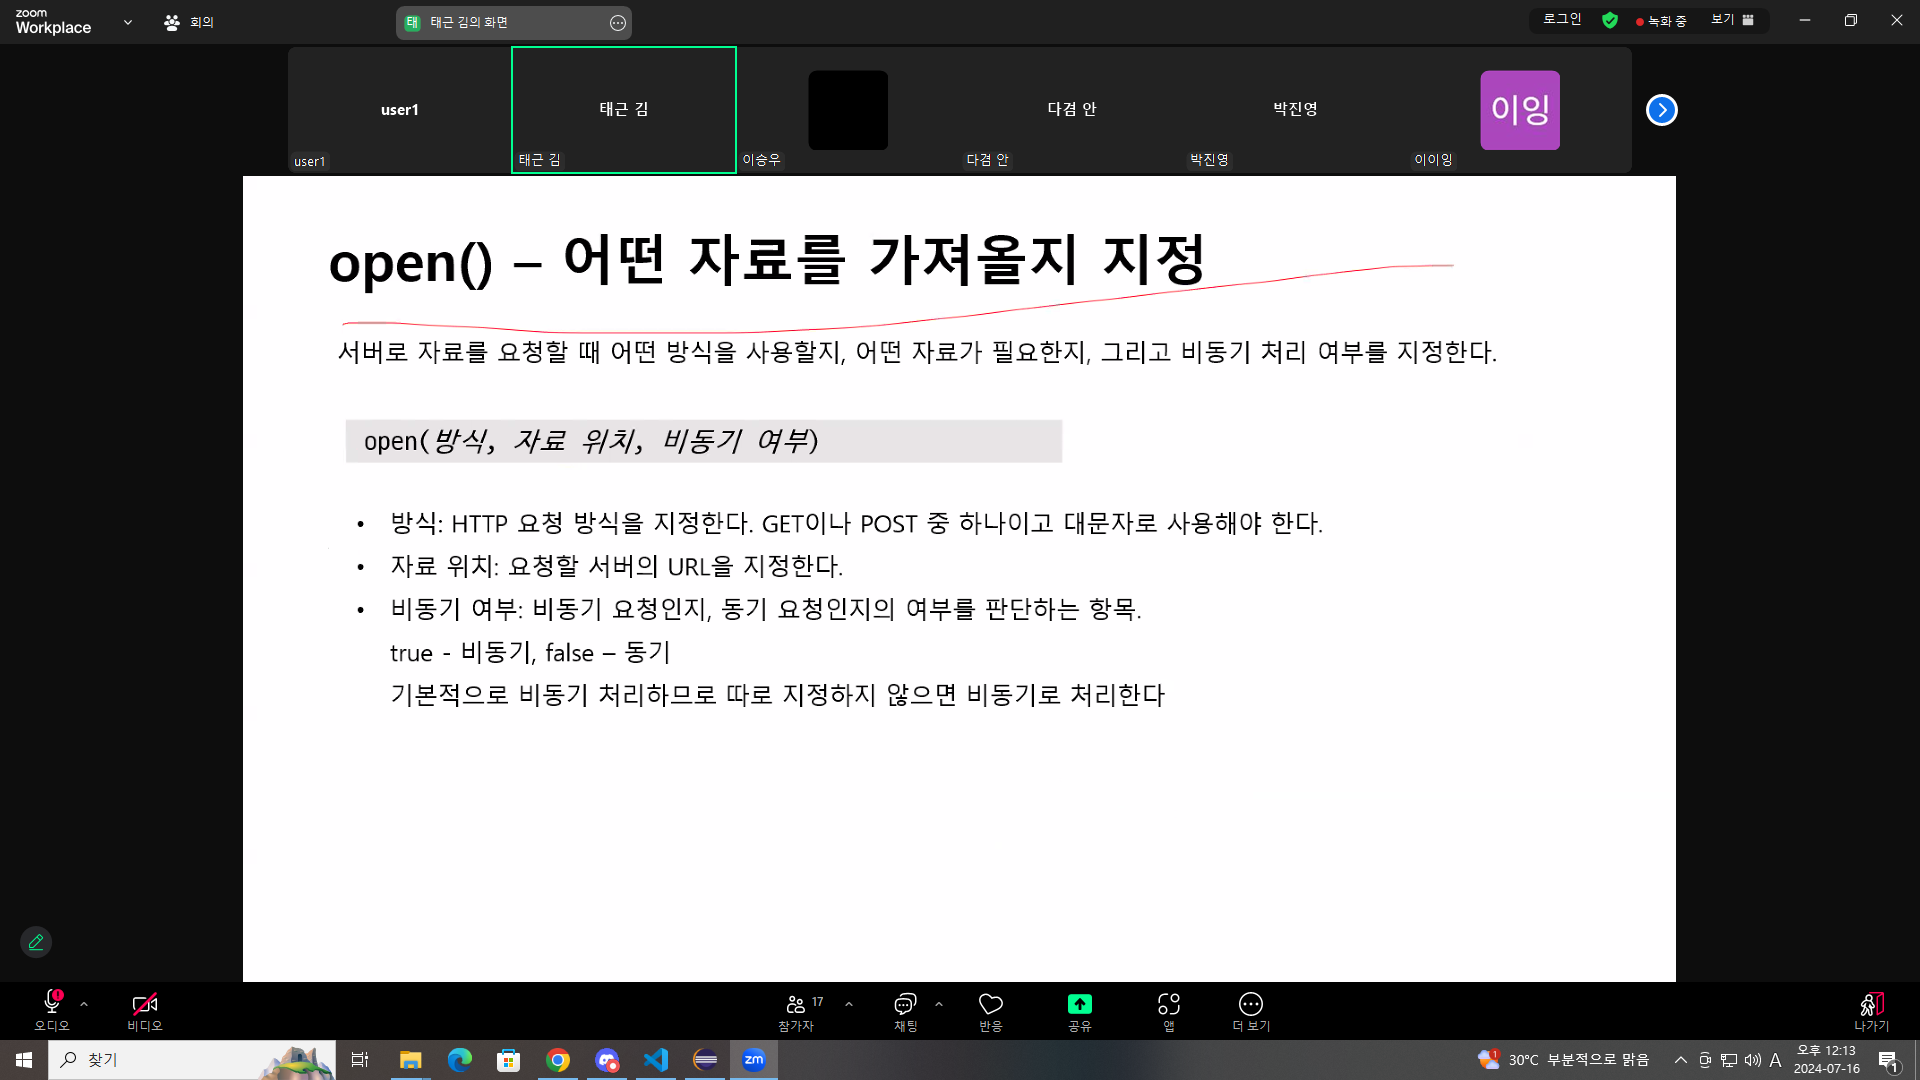 zoom
Workplace
회의
태
태근 김의 화면
로그인
녹화 중
보기
user1
user1
태근 김
태근 김
이승우
다겸 안
다겸 안
박진영
박진영
이잉
이이잉
open() – 어떤 자료를 가져올지 지정
서버로 자료를 요청할 때 어떤 방식을 사용할지, 어떤 자료가 필요한지, 그리고 비동기 처리 여부를 지정한다.
open(방식, 자료 위치, 비동기 여부)
• 방식: HTTP 요청 방식을 지정한다. GET이나 POST 중 하나이고 대문자로 사용해야 한다.
• 자료 위치: 요청할 서버의 URL을 지정한다.
• 비동기 여부: 비동기 요청인지, 동기 요청인지의 여부를 판단하는 항목.
true - 비동기, false – 동기
기본적으로 비동기 처리하므로 따로 지정하지 않으면 비동기로 처리한다
오디오
비디오
17
참가자
채팅
반응
공유
앱
더 보기
나가기
찾기
zm
1
30°C 부분적으로 맑음
A
오후 12:13
2024-07-16
1